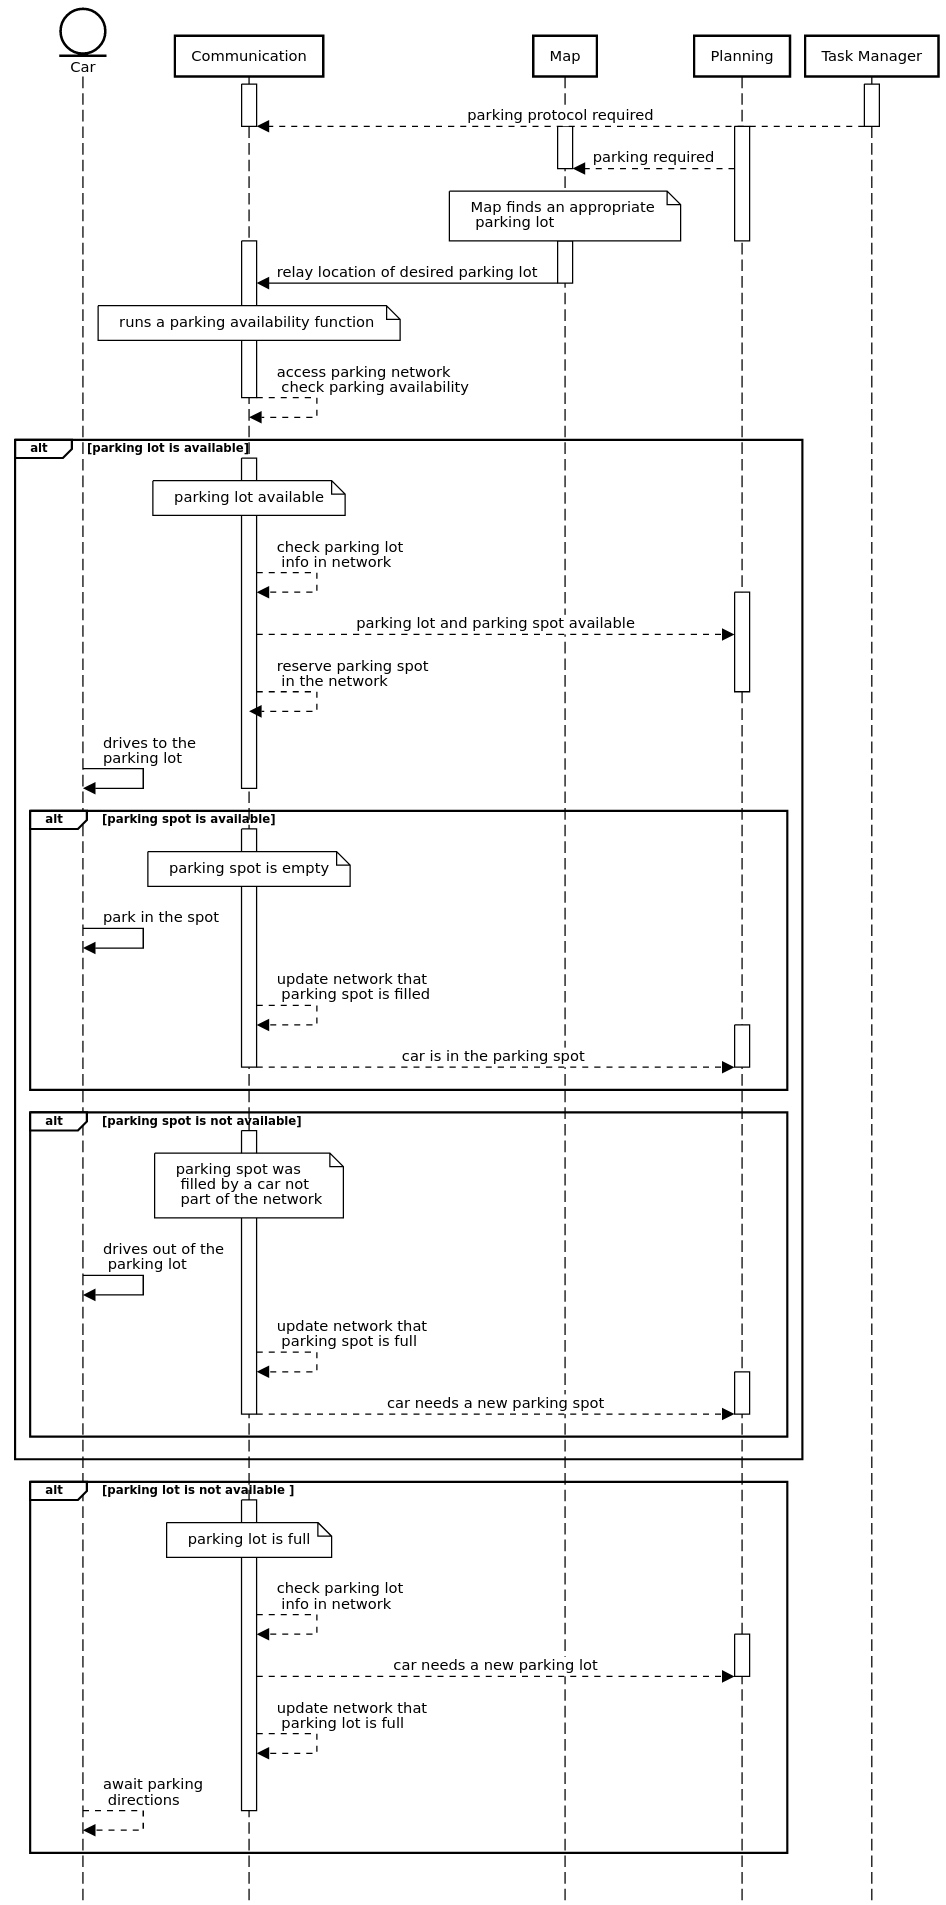 Car
Communication
Map
Planning
Task Manager
parking protocol required
parking required
Map finds an appropriate
parking lot
relay location of desired parking lot
runs a parking availability function
access parking network
check parking availability
alt
[parking lot is available]
parking lot available
check parking lot
info in network
parking lot and parking spot available
reserve parking spot
in the network
drives to the
parking lot
alt
[parking spot is available]
parking spot is empty
park in the spot
update network that
parking spot is filled
car is in the parking spot
alt
[parking spot is not available]
parking spot was
filled by a car not
part of the network
drives out of the
parking lot
update network that
parking spot is full
car needs a new parking spot
alt
[parking lot is not available ]
parking lot is full
check parking lot
info in network
car needs a new parking lot
update network that
parking lot is full
await parking
directions